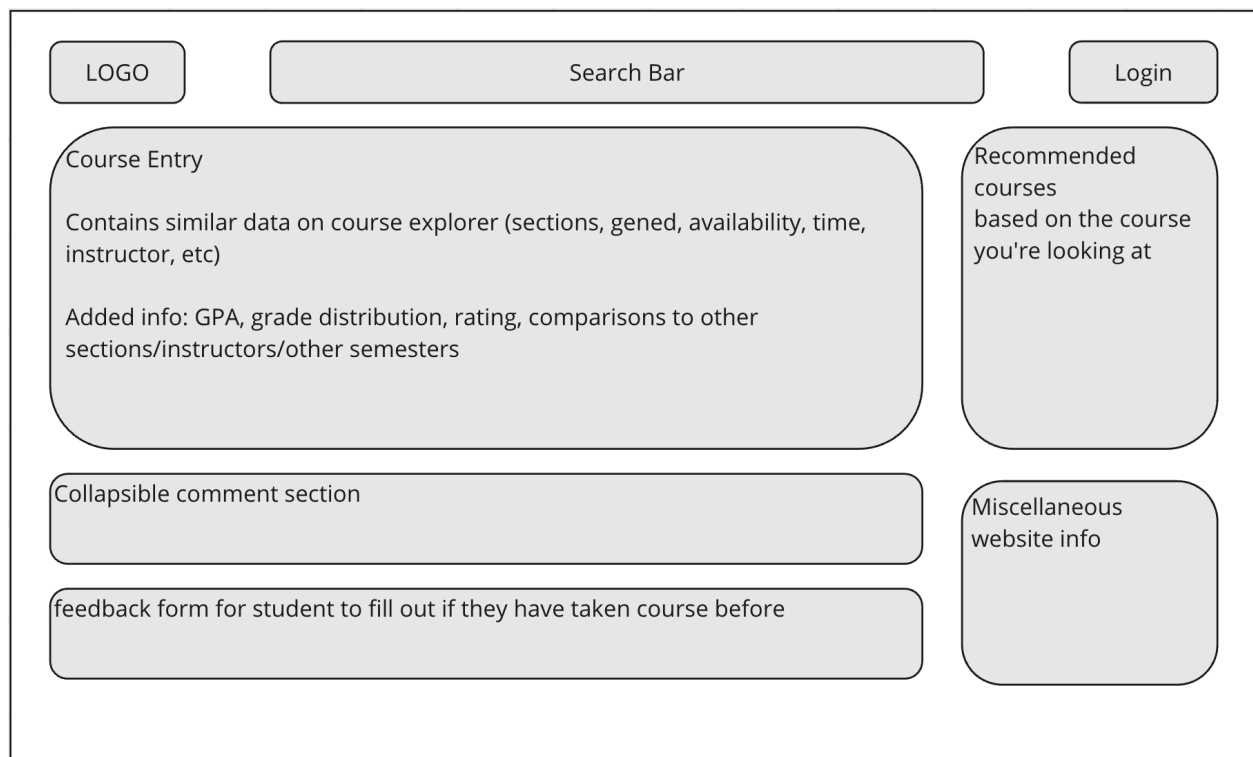 LOGO
Search Bar
Login
Course Entry
Contains similar data on course explorer (sections, gened, availability, time,
instructor, etc)
Added info: GPA, grade distribution, rating, comparisons to other
sections/instructors/other semesters
Recommended
courses
based on the course
you're looking at
Collapsible comment section
feedback form for student to fill out if they have taken course before
Miscellaneous
website info